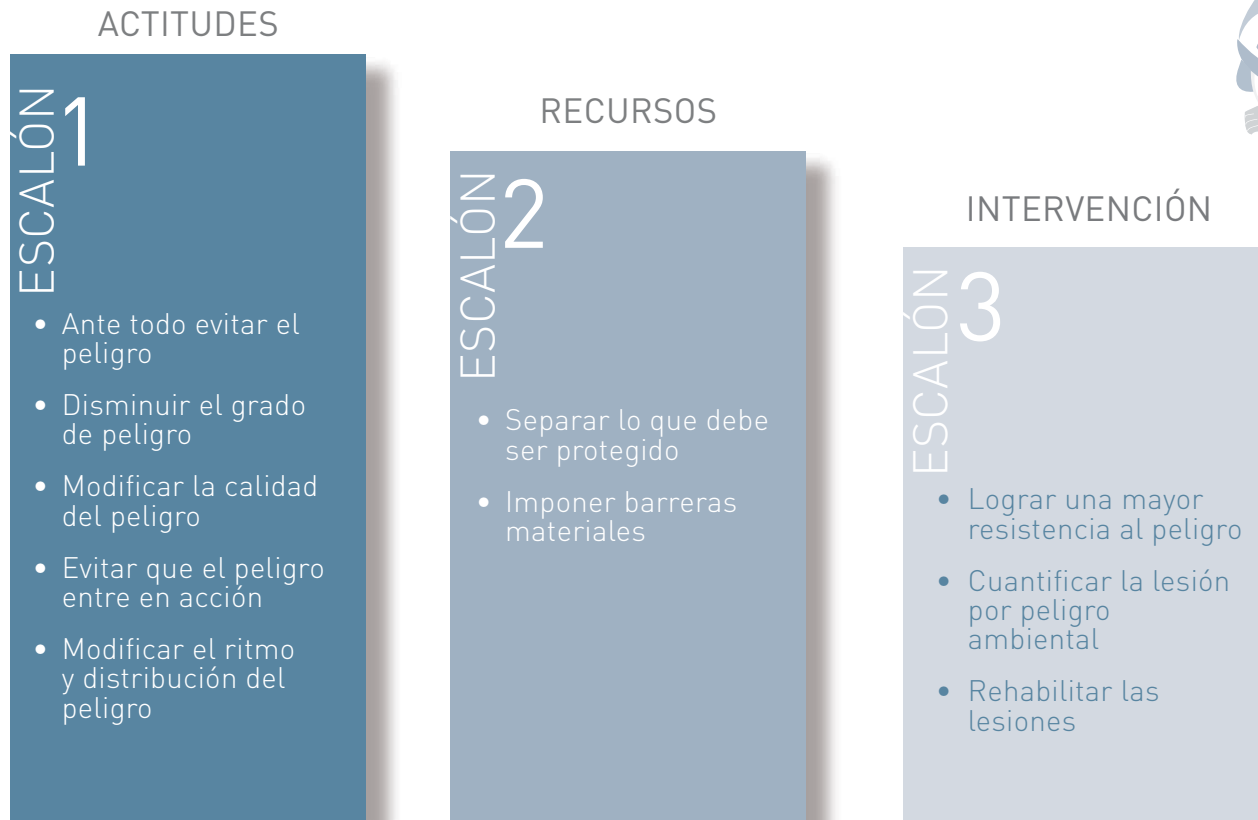 ACTITUDES
ESCALÓN
1
• Ante todo evitar el
peligro
• Disminuir el grado
de peligro
• Modificar la calidad
del peligro
• Evitar que el peligro
entre en acción
• Modificar el ritmo
y distribución del
peligro
RECURSOS
ESCALÓN
2
• Separar lo que debe
ser protegido
• Imponer barreras
materiales
INTERVENCIÓN
ESCALÓN
3
• Lograr una mayor
resistencia al peligro
• Cuantificar la lesión
por peligro
ambiental
• Rehabilitar las
lesiones